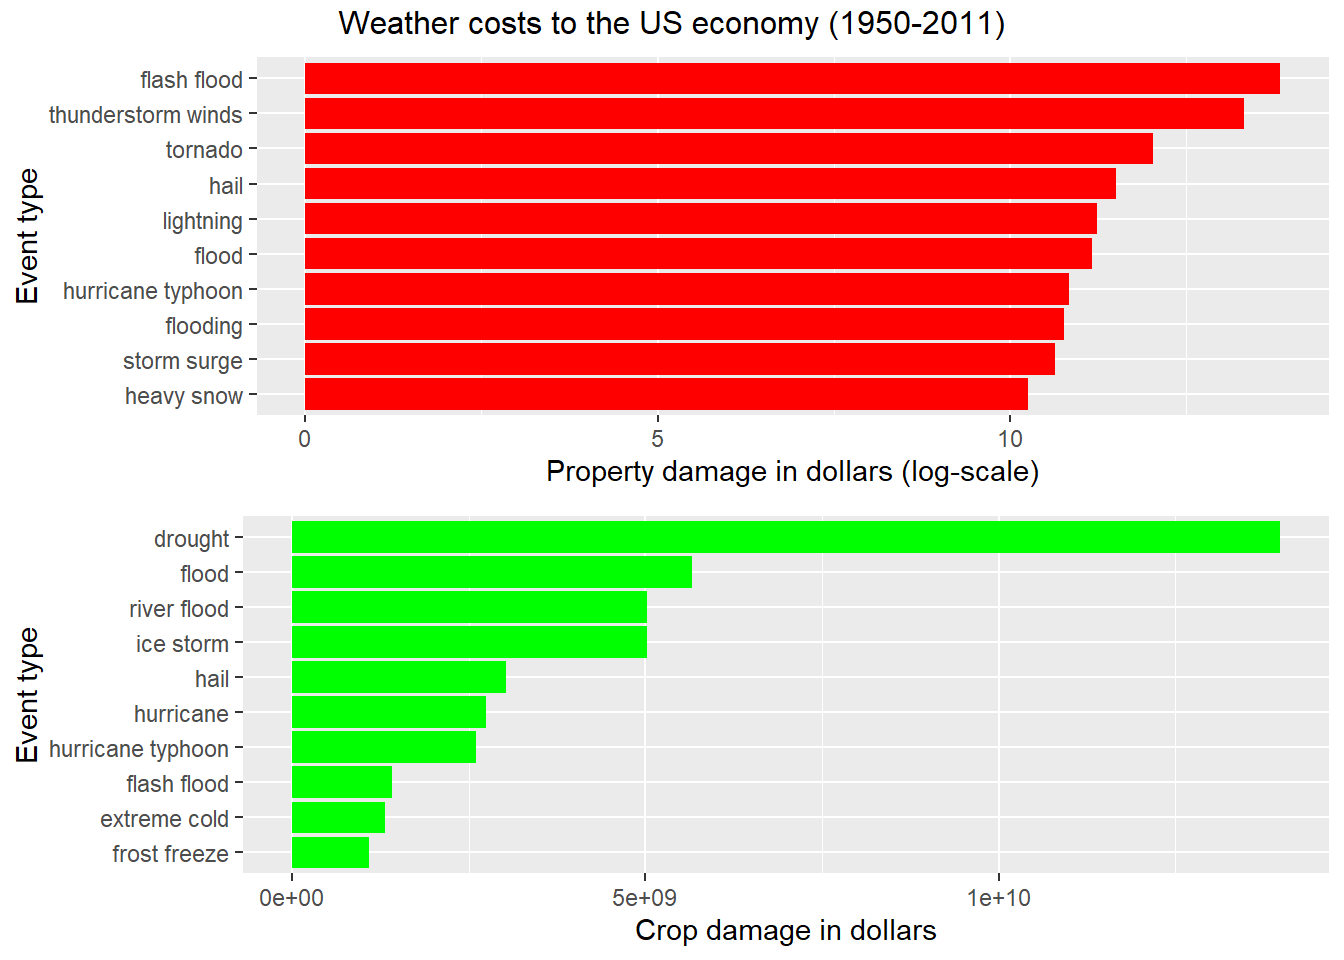 Weather costs to the US economy (1950-2011)
Event type
flash flood
thunderstorm winds
tornado
hail
lightning
flood
hurricane typhoon
flooding
storm surge
heavy snow
0 5 10
Property damage in dollars (log-scale)
Event type
drought
flood
river flood
ice storm
hail
hurricane
hurricane typhoon
flash flood
extreme cold
frost freeze
0e+00 5e+09 1e+10
Crop damage in dollars